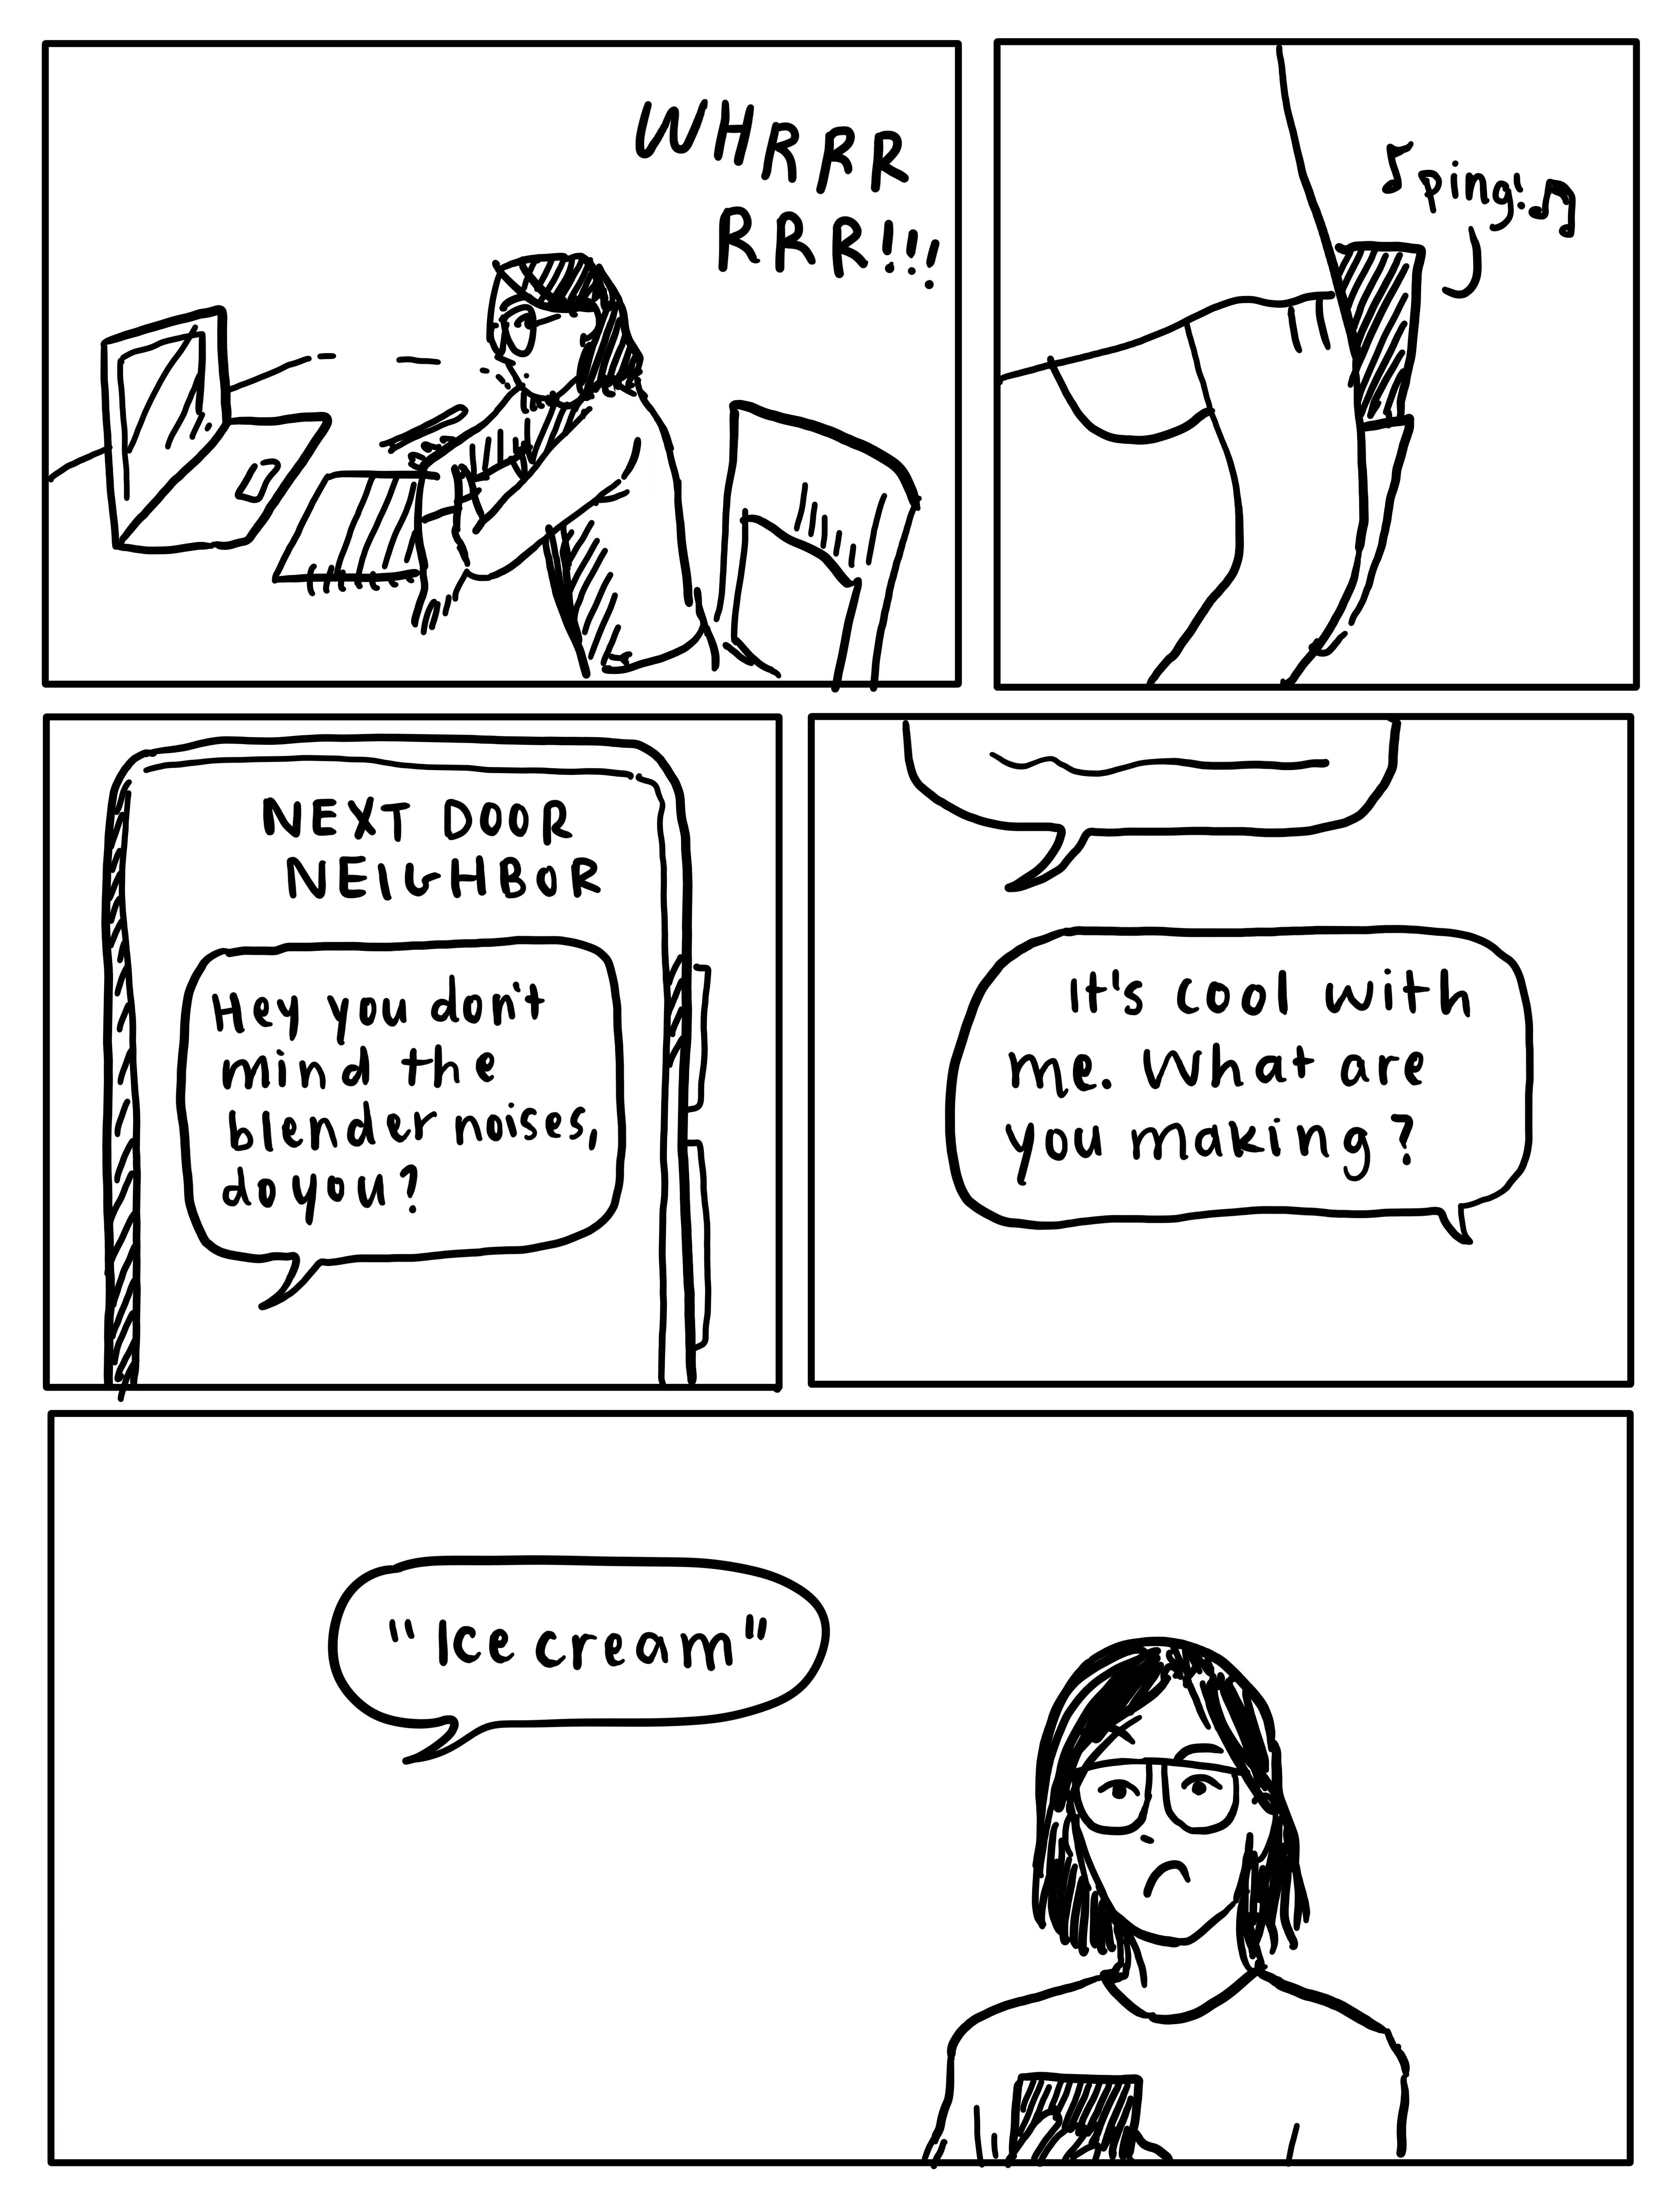 WHRRR
RRR!!!
ping!
NEXT DOOR
NEIGHBOR
Hey you don't
mind the
blender noises,
do you?
It's cool with
me. What are
you making?
"Ice cream"